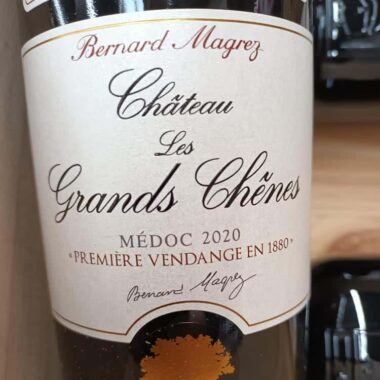 Bernard Magrez
Château
Les
Grands Chênes
MÉDOC 2020
"PREMIÈRE VENDANGE EN 1880"
Bernard Magrez